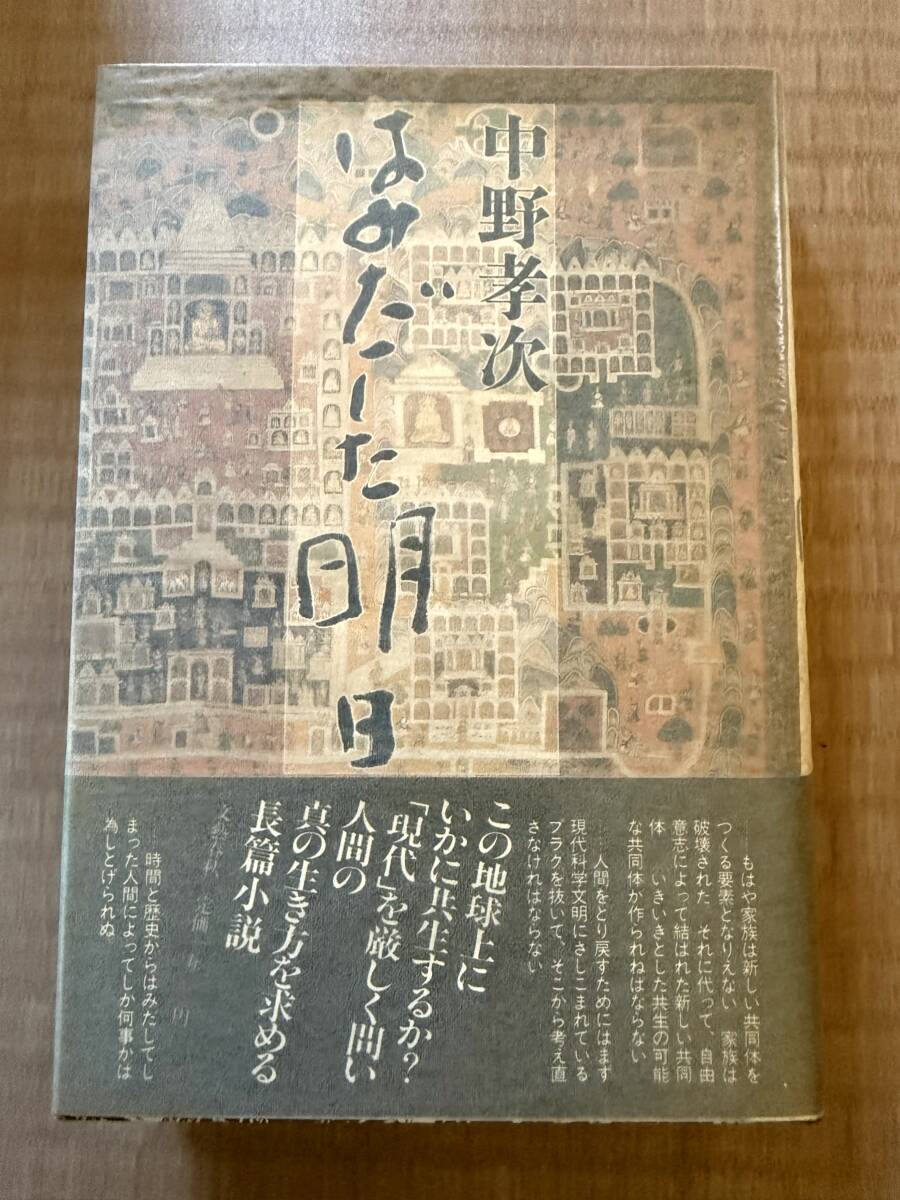 中野孝次
はみだした明日
――もはや家族は新しい共同体を
つくる要素となりえない 家族は
破壊された それに代って、自由
意志によって結ばれた新しい共同
体 いきいきとした共生の可能
な共同体が作られねばならない
――人間をとり戻すためにはまず
現代科学文明にさしこまれている
プラグを抜いて、そこから考え直
さなければならない
この地球上に
いかに共生するか?
「現代」を厳しく問い
人間の
真の生き方を求める
長篇小説
文藝春秋 定価 円
――時間と歴史からはみだしてし
まった人間によってしか何事かは
為しとげられぬ。